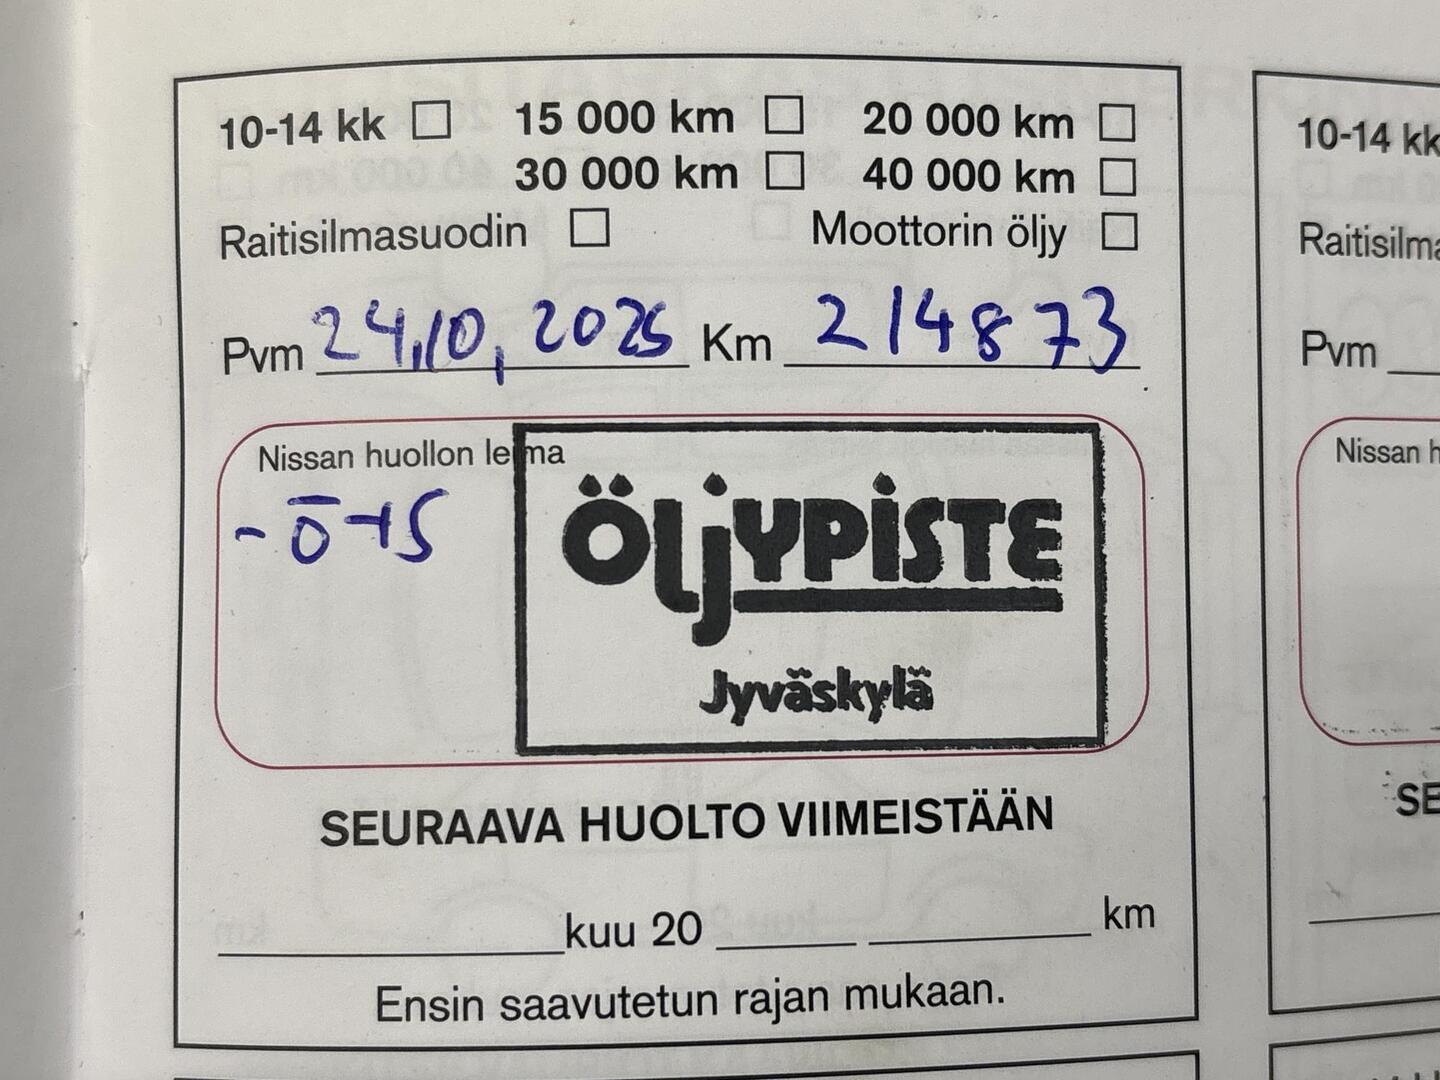 10-14 kk 15 000 km 20 000 km
30 000 km 40 000 km
Raitisilmasuodin Moottorin öljy
Pvm 24,10, 2025 Km 214873
Nissan huollon leima
- Ö+S
ÖLJYPISTE
Jyväskylä
SEURAAVA HUOLTO VIIMEISTÄÄN
kuu 20 km
Ensin saavutetun rajan mukaan.
10-14 kk
Raitisilma
Pvm
Nissan h
SE